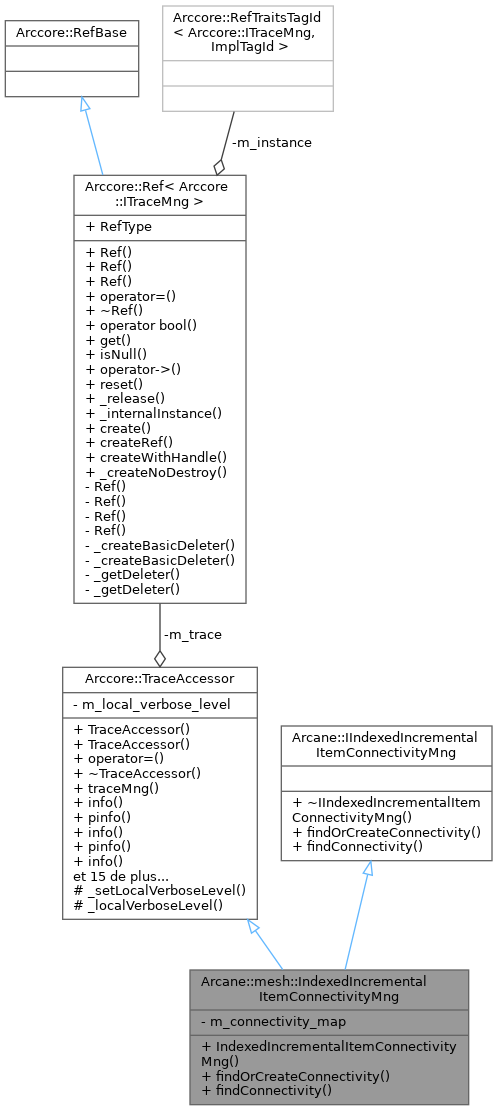 Arccore::RefBase
Arccore::RefTraitsTagId
< Arccore::ITraceMng,
ImplTagId >
-m_instance
Arccore::Ref< Arccore
::ITraceMng >
+ RefType
+ Ref()
+ Ref()
+ Ref()
+ operator=()
+ ~Ref()
+ operator bool()
+ get()
+ isNull()
+ operator->()
+ reset()
+ _release()
+ _internalInstance()
+ create()
+ createRef()
+ createWithHandle()
+ _createNoDestroy()
- Ref()
- Ref()
- Ref()
- Ref()
- _createBasicDeleter()
- _createBasicDeleter()
- _getDeleter()
- _getDeleter()
-m_trace
Arccore::TraceAccessor
- m_local_verbose_level
+ TraceAccessor()
+ TraceAccessor()
+ operator=()
+ ~TraceAccessor()
+ traceMng()
+ info()
+ pinfo()
+ info()
+ pinfo()
+ info()
et 15 de plus...
# _setLocalVerboseLevel()
# _localVerboseLevel()
Arcane::IIndexedIncremental
ItemConnectivityMng
+ ~IIndexedIncrementalItem
ConnectivityMng()
+ findOrCreateConnectivity()
+ findConnectivity()
Arcane::mesh::IndexedIncremental
ItemConnectivityMng
- m_connectivity_map
+ IndexedIncrementalItemConnectivity
Mng()
+ findOrCreateConnectivity()
+ findConnectivity()